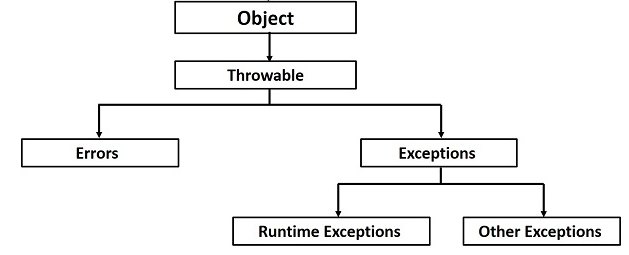 Object
Throwable
Errors
Exceptions
Runtime Exceptions
Other Exceptions